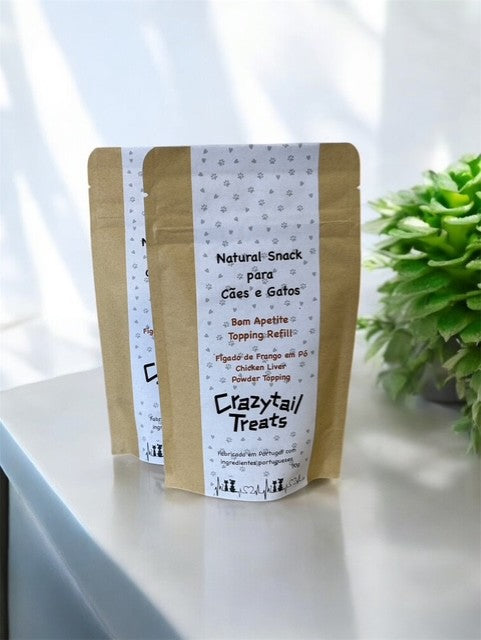 Natural Snack
para
Cães e Gatos
Bom Apetite
Topping Refill
Fígado de Frango em Pó
Chicken Liver
Powder Topping
Crazytail
Treats
Fabricado em Portugal com
ingredientes portugueses